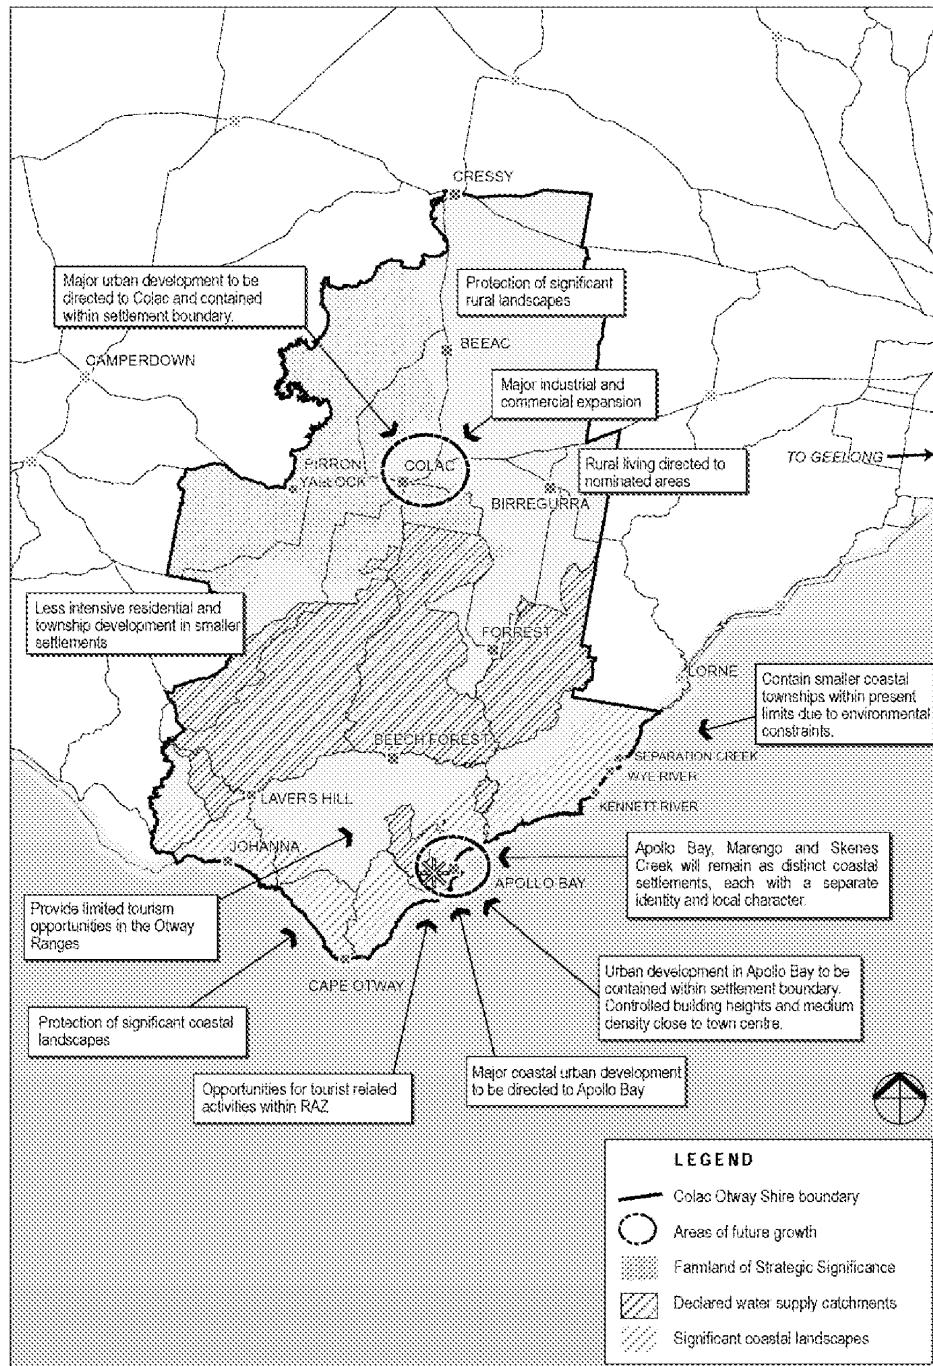 CRESSY
Major urban development to be
directed to Colac and contained
within settlement boundary.
Protection of significant
rural landscapes
BEEAC
CAMPERDOWN
Major industrial and
commercial expansion
PIRRON
YALLOCK
COLAC
Rural living directed to
nominated areas
TO GEELONG
BIRREGURRA
Less intensive residential and
township development in smaller
settlements
FORREST
LORNE
Contain smaller coastal
townships within present
limits due to environmental
constraints.
BEECH FOREST
SEPARATION CREEK
WYE RIVER
LAVERS HILL
KENNETT RIVER
JOHANNA
Apollo Bay, Marengo and Skenes
Creek will remain as distinct coastal
settlements, each with a separate
identity and local character.
APOLLO BAY
Provide limited tourism
opportunities in the Otway
Ranges
CAPE OTWAY
Urban development in Apollo Bay to be
contained within settlement boundary.
Controlled building heights and medium
density close to town centre.
Protection of significant coastal
landscapes
Opportunities for tourist related
activities within RAZ
Major coastal urban development
to be directed to Apollo Bay
LEGEND
Colac Otway Shire boundary
Areas of future growth
Farmland of Strategic Significance
Declared water supply catchments
Significant coastal landscapes